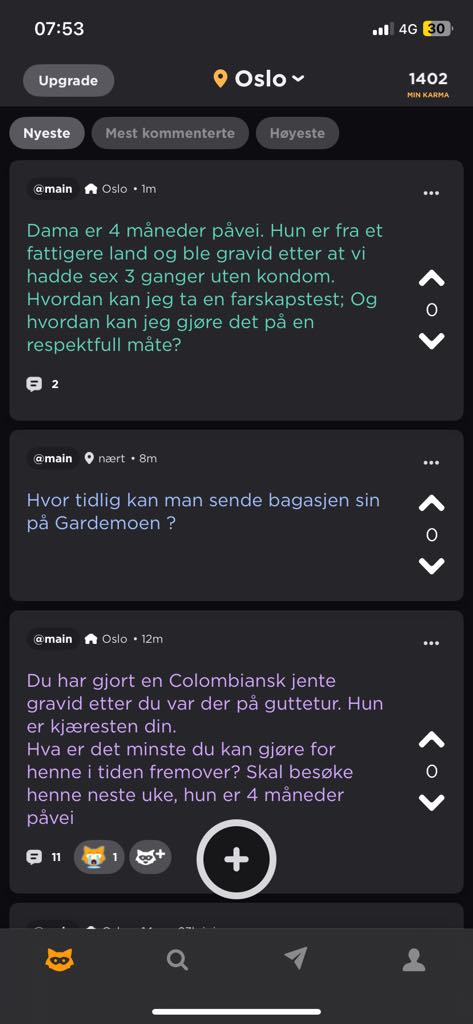 07:53
4G 30
Upgrade
Oslo
1402
MIN KARMA
Nyeste
Mest kommenterte
Høyeste
@main Oslo • 1m
Dama er 4 måneder påvei. Hun er fra et
fattigere land og ble gravid etter at vi
hadde sex 3 ganger uten kondom.
Hvordan kan jeg ta en farskapstest; Og
hvordan kan jeg gjøre det på en
respektfull måte?
0
2
@main nært • 8m
Hvor tidlig kan man sende bagasjen sin
på Gardemoen ?
0
@main Oslo • 12m
Du har gjort en Colombiansk jente
gravid etter du var der på guttetur. Hun
er kjæresten din.
Hva er det minste du kan gjøre for
henne i tiden fremover? Skal besøke
henne neste uke, hun er 4 måneder
påvei
0
11
1